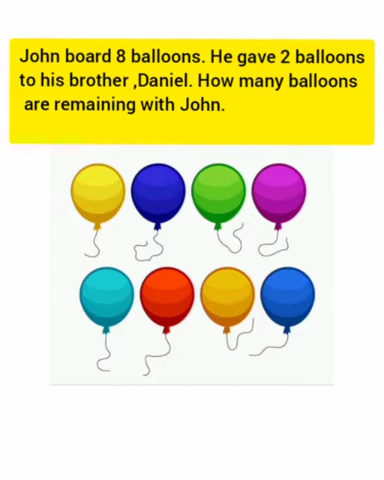 John board 8 balloons. He gave 2 balloons
to his brother ,Daniel. How many balloons
are remaining with John.